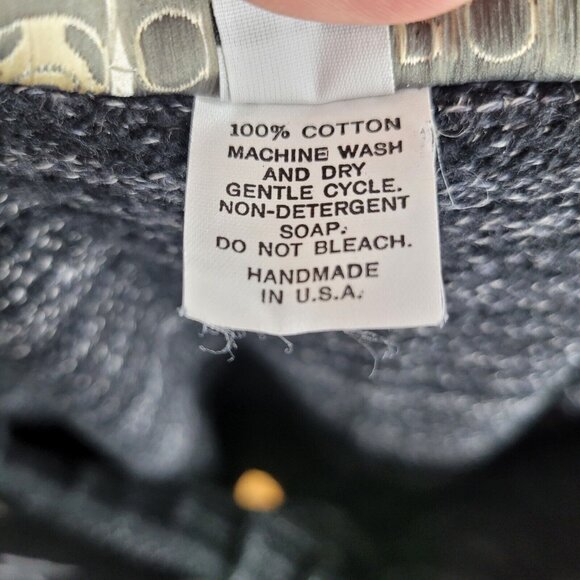 100% COTTON
MACHINE WASH
AND DRY
GENTLE CYCLE.
NON-DETERGENT
SOAP.
DO NOT BLEACH.
HANDMADE
IN U.S.A.